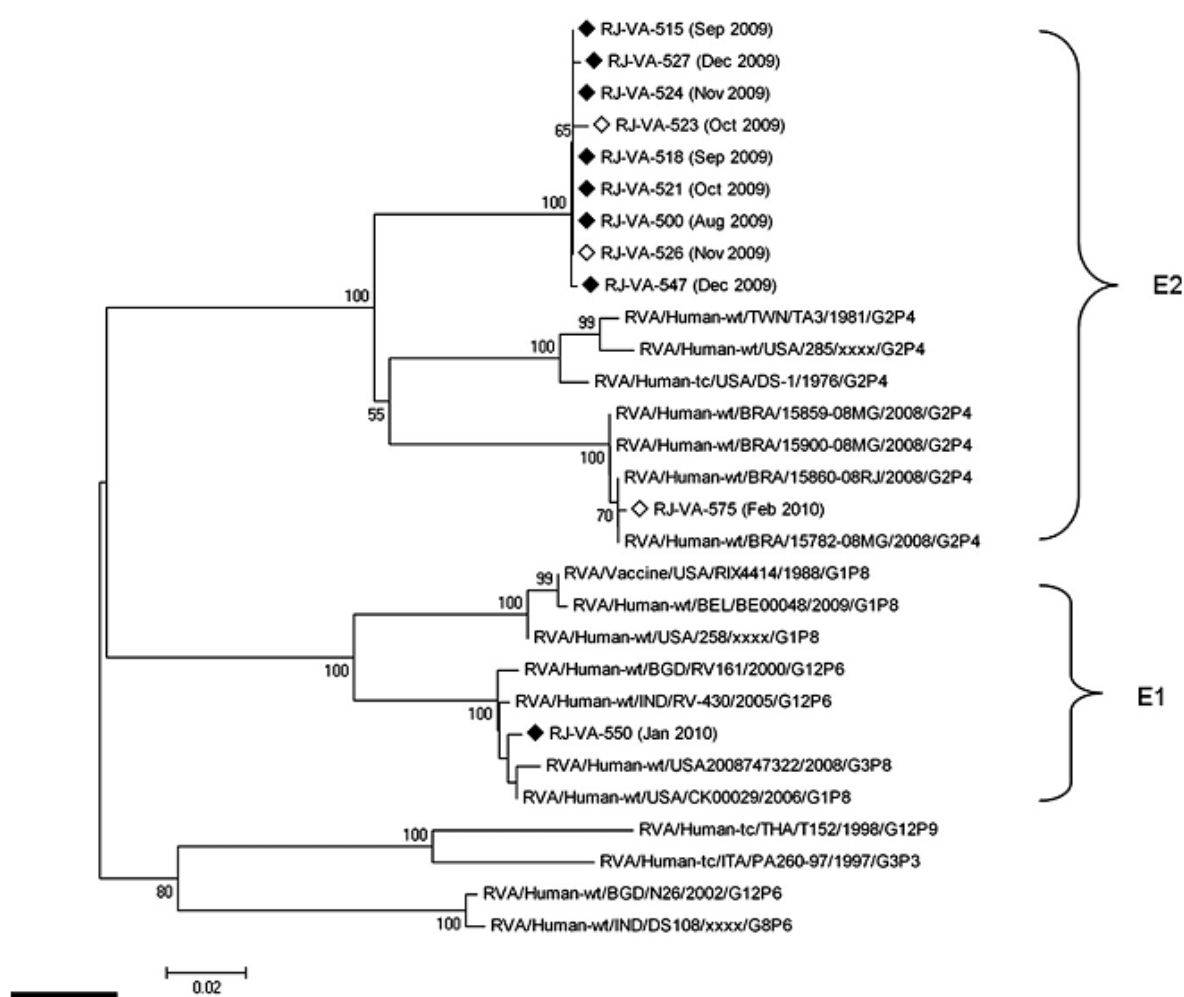 RJ-VA-515 (Sep 2009)
RJ-VA-527 (Dec 2009)
RJ-VA-524 (Nov 2009)
65
RJ-VA-523 (Oct 2009)
RJ-VA-518 (Sep 2009)
RJ-VA-521 (Oct 2009)
100
RJ-VA-500 (Aug 2009)
RJ-VA-526 (Nov 2009)
RJ-VA-547 (Dec 2009)
E2
100
99
RVA/Human-wt/TWN/TA3/1981/G2P4
100
RVA/Human-wt/USA/285/xxxx/G2P4
RVA/Human-tc/USA/DS-1/1976/G2P4
55
RVA/Human-wt/BRA/15859-08MG/2008/G2P4
RVA/Human-wt/BRA/15900-08MG/2008/G2P4
100
RVA/Human-wt/BRA/15860-08RJ/2008/G2P4
70
RJ-VA-575 (Feb 2010)
RVA/Human-wt/BRA/15782-08MG/2008/G2P4
99
RVA/Vaccine/USA/RIX4414/1988/G1P8
100
RVA/Human-wt/BEL/BE00048/2009/G1P8
RVA/Human-wt/USA/258/xxxx/G1P8
100
RVA/Human-wt/BGD/RV161/2000/G12P6
RVA/Human-wt/IND/RV-430/2005/G12P6
E1
100
RJ-VA-550 (Jan 2010)
RVA/Human-wt/USA2008747322/2008/G3P8
RVA/Human-wt/USA/CK00029/2006/G1P8
100
RVA/Human-tc/THA/T152/1998/G12P9
RVA/Human-tc/ITA/PA260-97/1997/G3P3
80
RVA/Human-wt/BGD/N26/2002/G12P6
100
RVA/Human-wt/IND/DS108/xxxx/G8P6
0.02